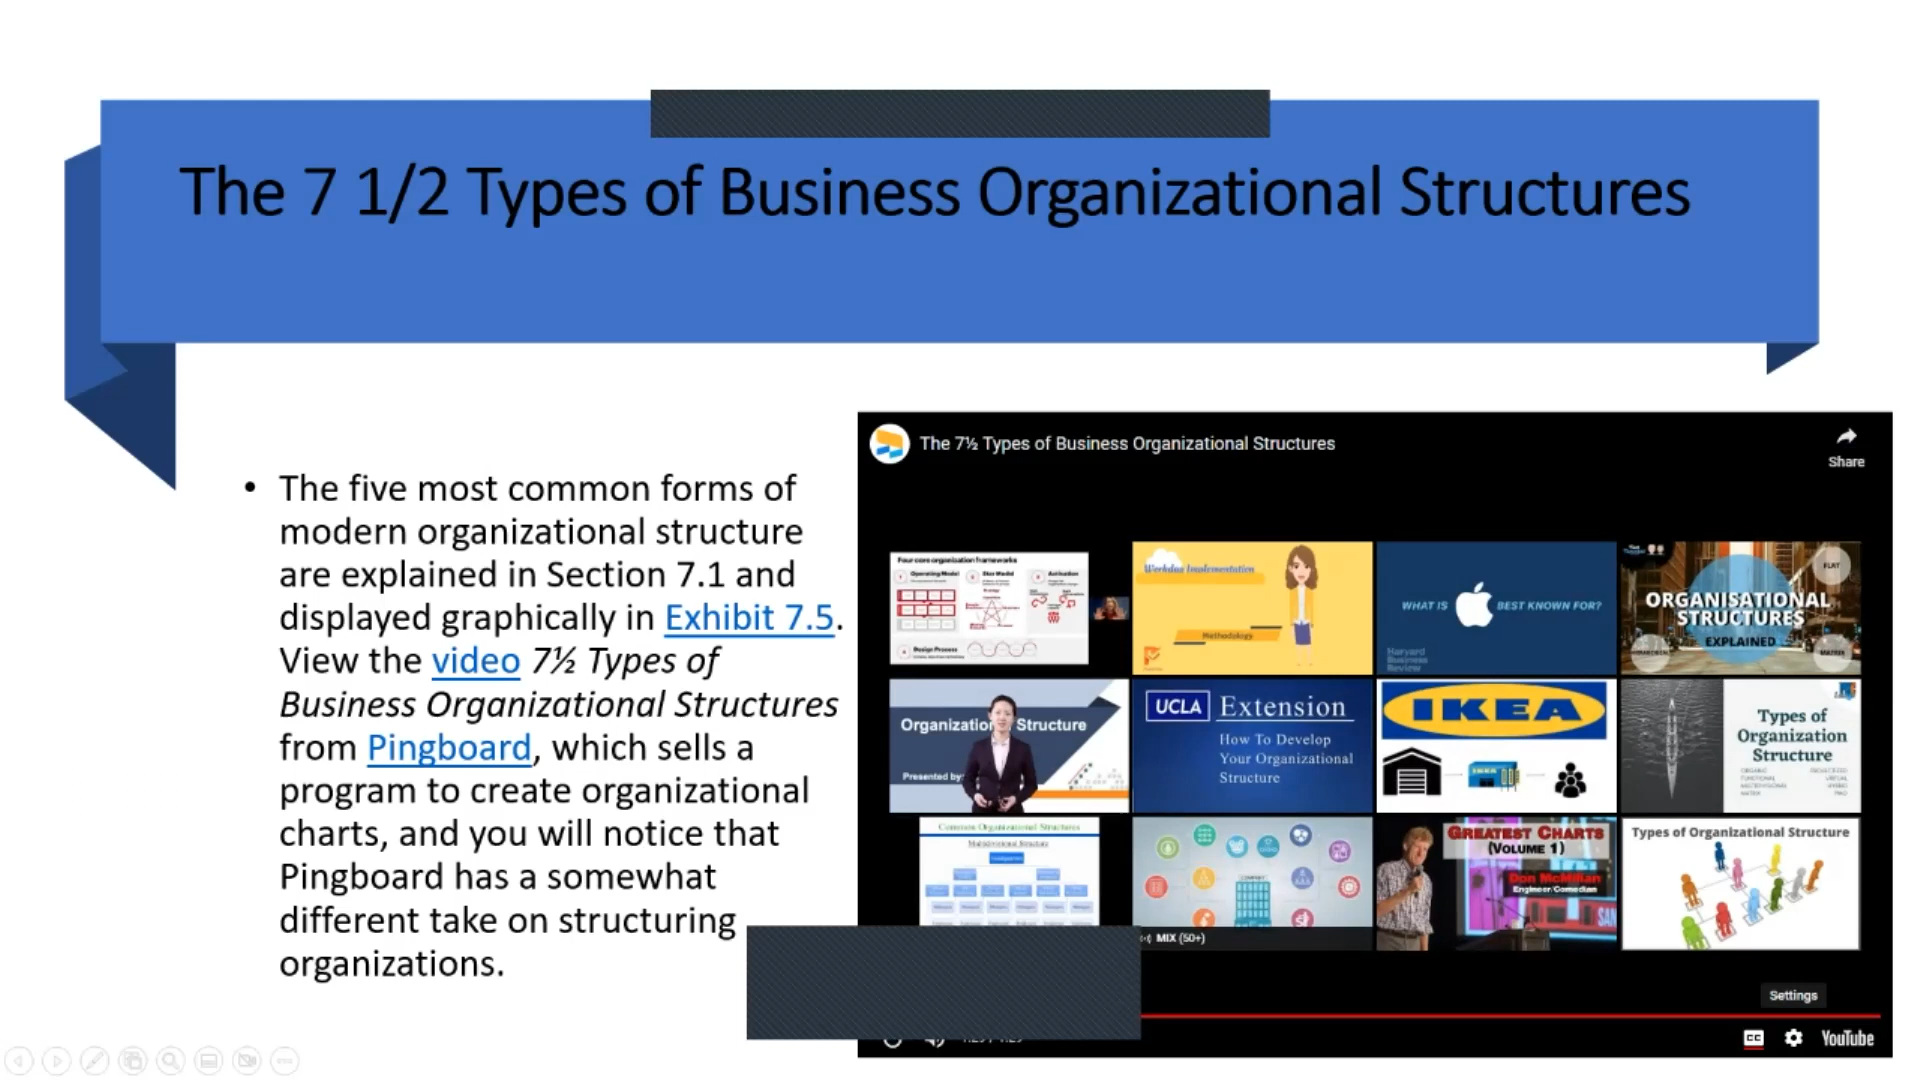 The 7 1/2 Types of Business Organizational Structures
• The five most common forms of
modern organizational structure
are explained in Section 7.1 and
displayed graphically in Exhibit 7.5.
View the video 7½ Types of
Business Organizational Structures
from Pingboard, which sells a
program to create organizational
charts, and you will notice that
Pingboard has a somewhat
different take on structuring
organizations.
The 7½ Types of Business Organizational Structures
Share
Four core organization frameworks
Operating Model
Star Model
Activation
Design Process
Workday Implementation
Methodology
WHAT IS BEST KNOWN FOR?
Harvard
Business
Review
FLAT
ORGANISATIONAL
STRUCTURES
EXPLAINED
MATRIX
Organization Structure
Presented by:
UCLA Extension
How To Develop
Your Organizational
Structure
IKEA
IKEA
Types of
Organization
Structure
Common Organizational Structures
Multidivisional Structure
COMPANY
MIX (50+)
GREATEST CHARTS
(VOLUME 1)
Don McMillan
Engineer/Comedian
Types of Organizational Structure
Settings
CC
YouTube